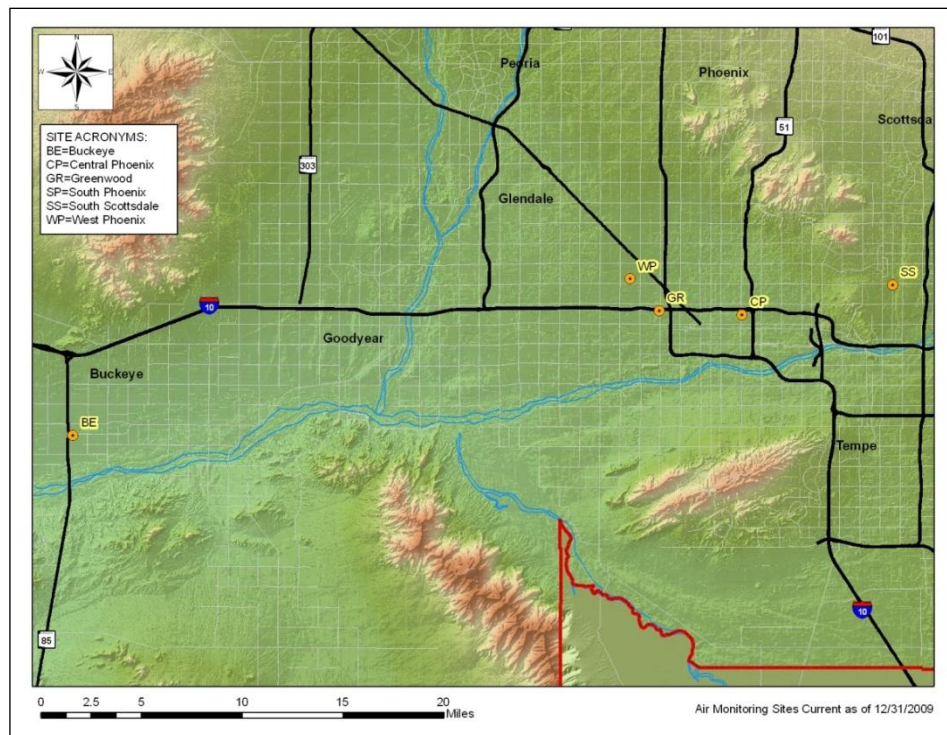 N
W E
S
SITE ACRONYMS:
BE=Buckeye
CP=Central Phoenix
GR=Greenwood
SP=South Phoenix
SS=South Scottsdale
WP=West Phoenix
101
Peoria
Phoenix
51
Scottsda
303
Glendale
WP
SS
GR
CP
10
Goodyear
Buckeye
BE
Tempe
10
85
0 2.5 5 10 15 20
Miles
Air Monitoring Sites Current as of 12/31/2009